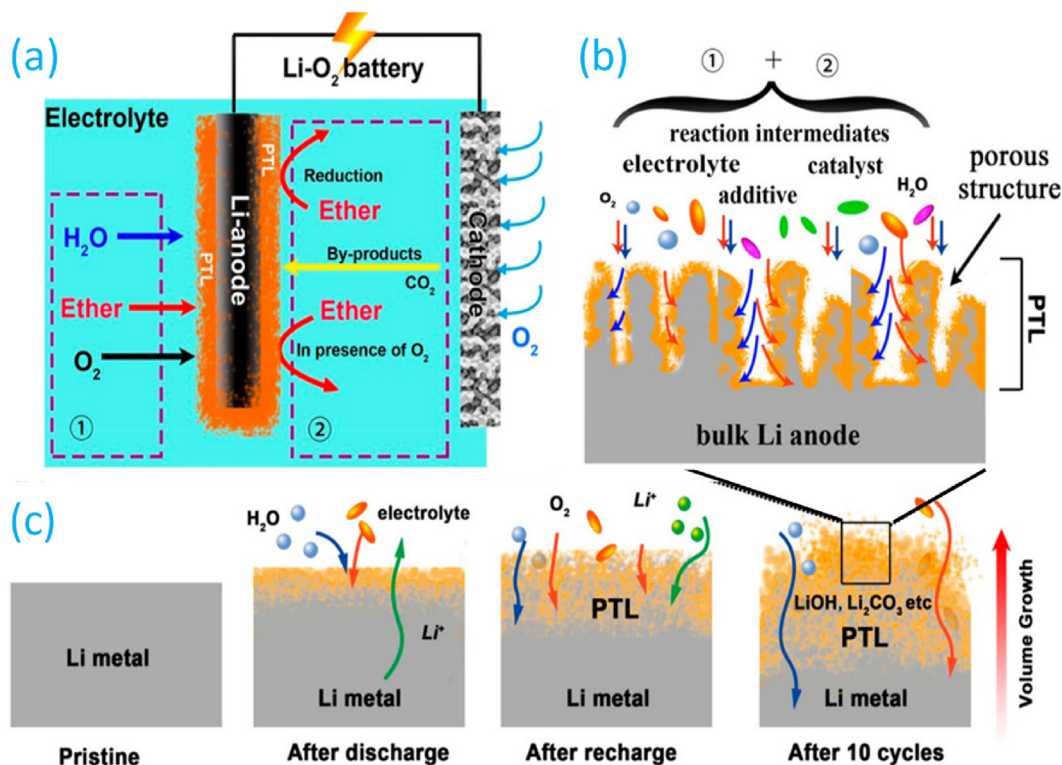 (a)
Li-O₂ battery
Electrolyte
PTL
Li-anode
PTL
Cathode
Reduction
Ether
H₂O
By-products
CO₂
Ether
Ether
In presence of O₂
O₂
O₂
①
②
(b)
① + ②
reaction intermediates
electrolyte
catalyst
additive
O₂
H₂O
porous
structure
PTL
bulk Li anode
(c)
Li metal
Pristine
H₂O
electrolyte
Li⁺
Li metal
After discharge
O₂
Li⁺
PTL
Li metal
After recharge
LiOH, Li₂CO₃ etc
PTL
Li metal
After 10 cycles
Volume Growth